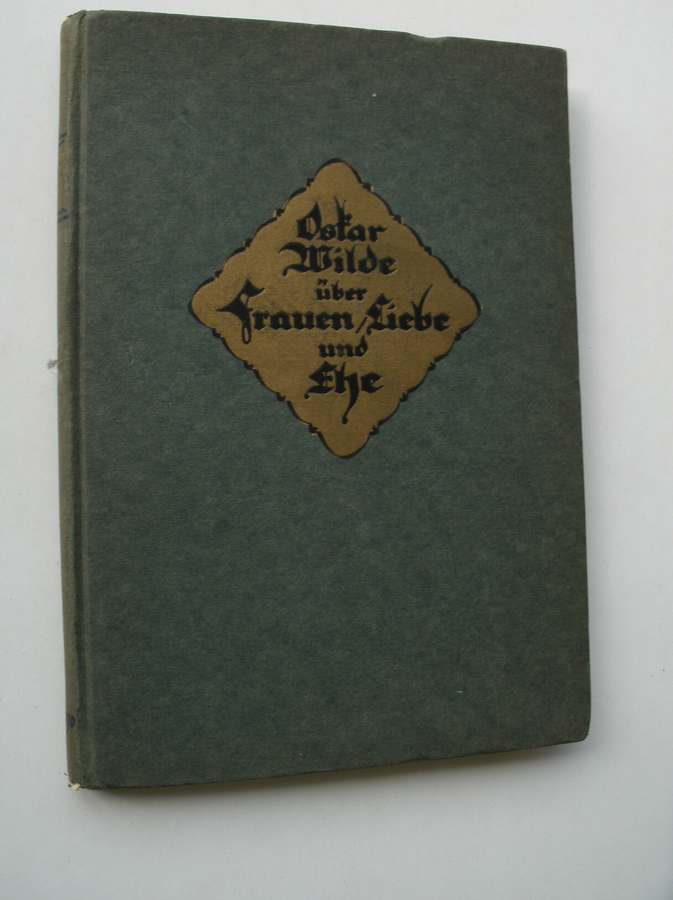 Oskar
Wilde
über
Frauen/Liebe
und
Ehe